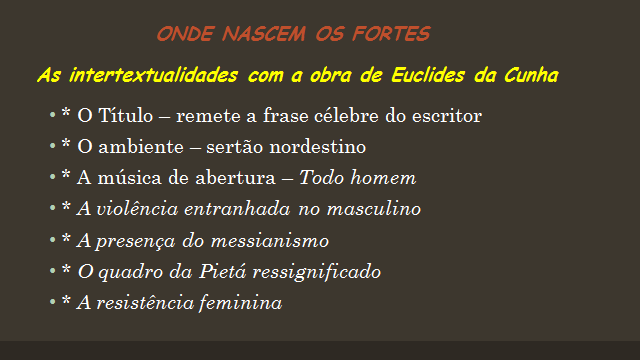 ONDE NASCEM OS FORTES
As intertextualidades com a obra de Euclides da Cunha
• * O Título – remete a frase célebre do escritor
• * O ambiente – sertão nordestino
• * A música de abertura – Todo homem
• * A violência entranhada no masculino
• * A presença do messianismo
• * O quadro da Pietá ressignificado
• * A resistência feminina